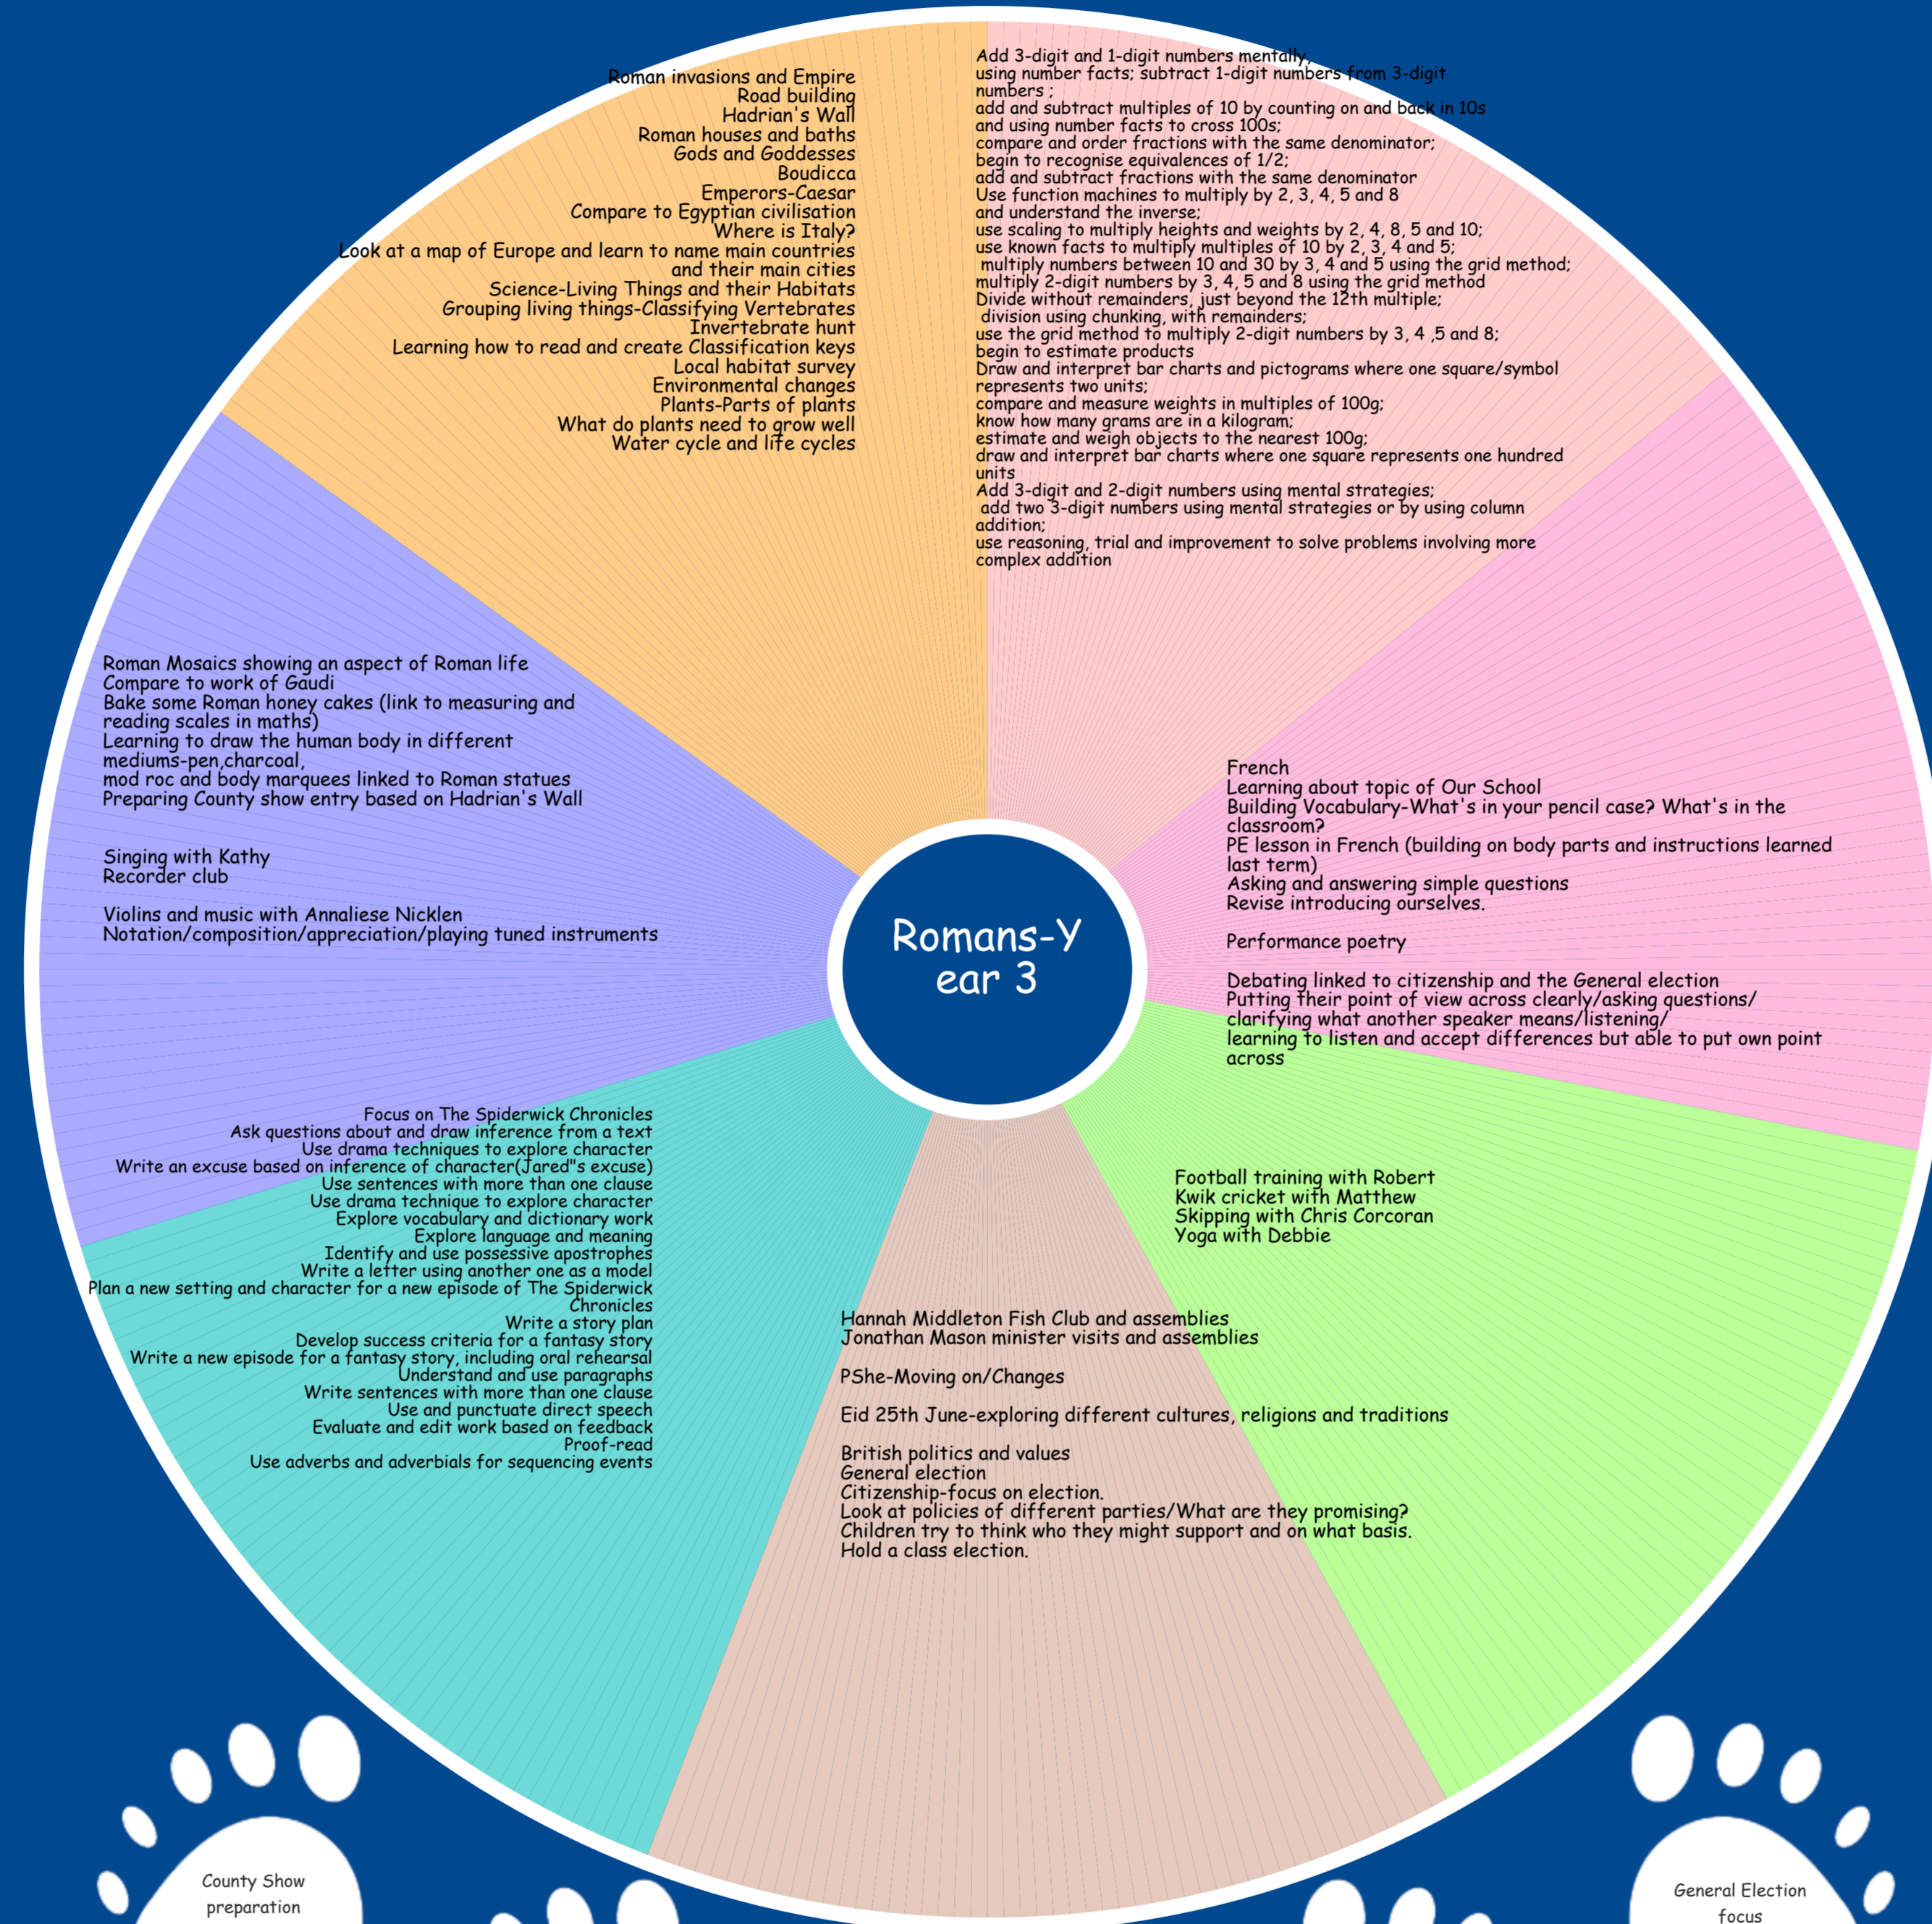 Roman invasions and Empire
Road building
Hadrian's Wall
Roman houses and baths
Gods and Goddesses
Boudicca
Emperors-Caesar
Compare to Egyptian civilisation
Where is Italy?
Look at a map of Europe and learn to name main countries
and their main cities
Science-Living Things and their Habitats
Grouping living things-Classifying Vertebrates
Invertebrate hunt
Learning how to read and create Classification keys
Local habitat survey
Environmental changes
Plants-Parts of plants
What do plants need to grow well
Water cycle and life cycles
Add 3-digit and 1-digit numbers mentally,
using number facts; subtract 1-digit numbers from 3-digit
numbers ;
add and subtract multiples of 10 by counting on and back in 10s
and using number facts to cross 100s;
compare and order fractions with the same denominator;
begin to recognise equivalences of 1/2;
add and subtract fractions with the same denominator
Use function machines to multiply by 2, 3, 4, 5 and 8
and understand the inverse;
use scaling to multiply heights and weights by 2, 4, 8, 5 and 10;
use known facts to multiply multiples of 10 by 2, 3, 4 and 5;
multiply numbers between 10 and 30 by 3, 4 and 5 using the grid method;
multiply 2-digit numbers by 3, 4, 5 and 8 using the grid method
Divide without remainders, just beyond the 12th multiple;
division using chunking, with remainders;
use the grid method to multiply 2-digit numbers by 3, 4 ,5 and 8;
begin to estimate products
Draw and interpret bar charts and pictograms where one square/symbol
represents two units;
compare and measure weights in multiples of 100g;
know how many grams are in a kilogram;
estimate and weigh objects to the nearest 100g;
draw and interpret bar charts where one square represents one hundred
units
Add 3-digit and 2-digit numbers using mental strategies;
add two 3-digit numbers using mental strategies or by using column
addition;
use reasoning, trial and improvement to solve problems involving more
complex addition
Roman Mosaics showing an aspect of Roman life
Compare to work of Gaudi
Bake some Roman honey cakes (link to measuring and
reading scales in maths)
Learning to draw the human body in different
mediums-pen,charcoal,
mod roc and body marquees linked to Roman statues
Preparing County show entry based on Hadrian's Wall
Singing with Kathy
Recorder club
Violins and music with Annaliese Nicklen
Notation/composition/appreciation/playing tuned instruments
Romans-Y
ear 3
French
Learning about topic of Our School
Building Vocabulary-What's in your pencil case? What's in the
classroom?
PE lesson in French (building on body parts and instructions learned
last term)
Asking and answering simple questions
Revise introducing ourselves.
Performance poetry
Debating linked to citizenship and the General election
Putting their point of view across clearly/asking questions/
clarifying what another speaker means/listening/
learning to listen and accept differences but able to put own point
across
Focus on The Spiderwick Chronicles
Ask questions about and draw inference from a text
Use drama techniques to explore character
Write an excuse based on inference of character(Jared"s excuse)
Use sentences with more than one clause
Use drama technique to explore character
Explore vocabulary and dictionary work
Explore language and meaning
Identify and use possessive apostrophes
Write a letter using another one as a model
Plan a new setting and character for a new episode of The Spiderwick
Chronicles
Write a story plan
Develop success criteria for a fantasy story
Write a new episode for a fantasy story, including oral rehearsal
Understand and use paragraphs
Write sentences with more than one clause
Use and punctuate direct speech
Evaluate and edit work based on feedback
Proof-read
Use adverbs and adverbials for sequencing events
Football training with Robert
Kwik cricket with Matthew
Skipping with Chris Corcoran
Yoga with Debbie
Hannah Middleton Fish Club and assemblies
Jonathan Mason minister visits and assemblies
PShe-Moving on/Changes
Eid 25th June-exploring different cultures, religions and traditions
British politics and values
General election
Citizenship-focus on election.
Look at policies of different parties/What are they promising?
Children try to think who they might support and on what basis.
Hold a class election.
County Show
preparation
General Election
focus